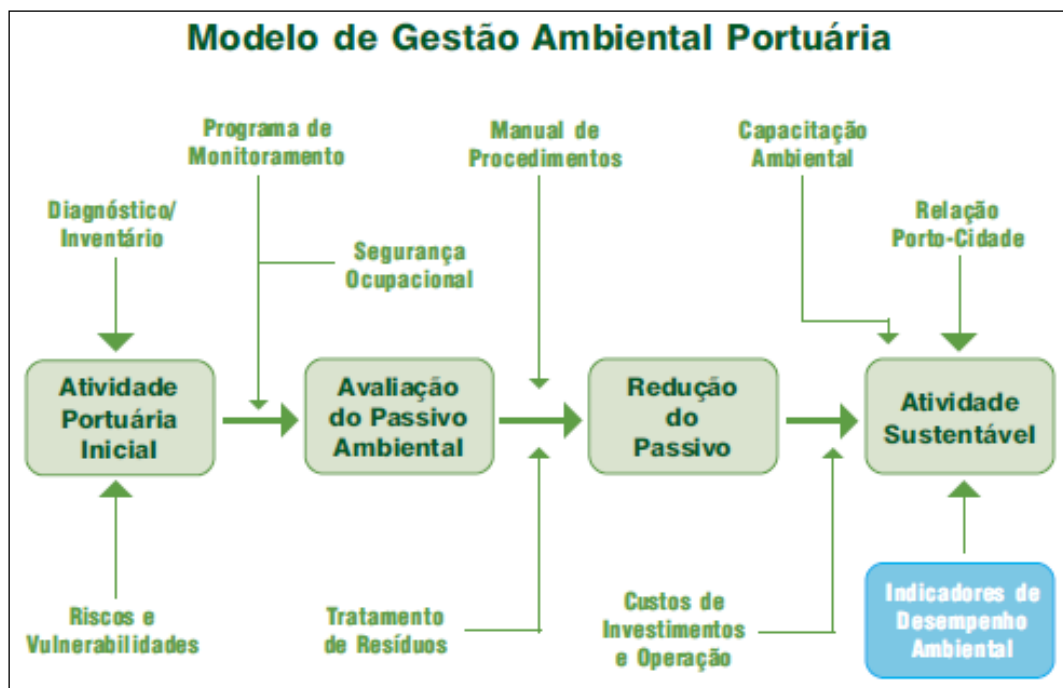 Modelo de Gestão Ambiental Portuária
Programa de
Monitoramento
Manual de
Procedimentos
Capacitação
Ambiental
Diagnóstico/
Inventário
Relação
Porto-Cidade
Segurança
Ocupacional
Atividade
Portuária
Inicial
Avaliação
do Passivo
Ambiental
Redução
do
Passivo
Atividade
Sustentável
Riscos e
Vulnerabilidades
Tratamento
de Resíduos
Custos de
Investimentos
e Operação
Indicadores de
Desempenho
Ambiental